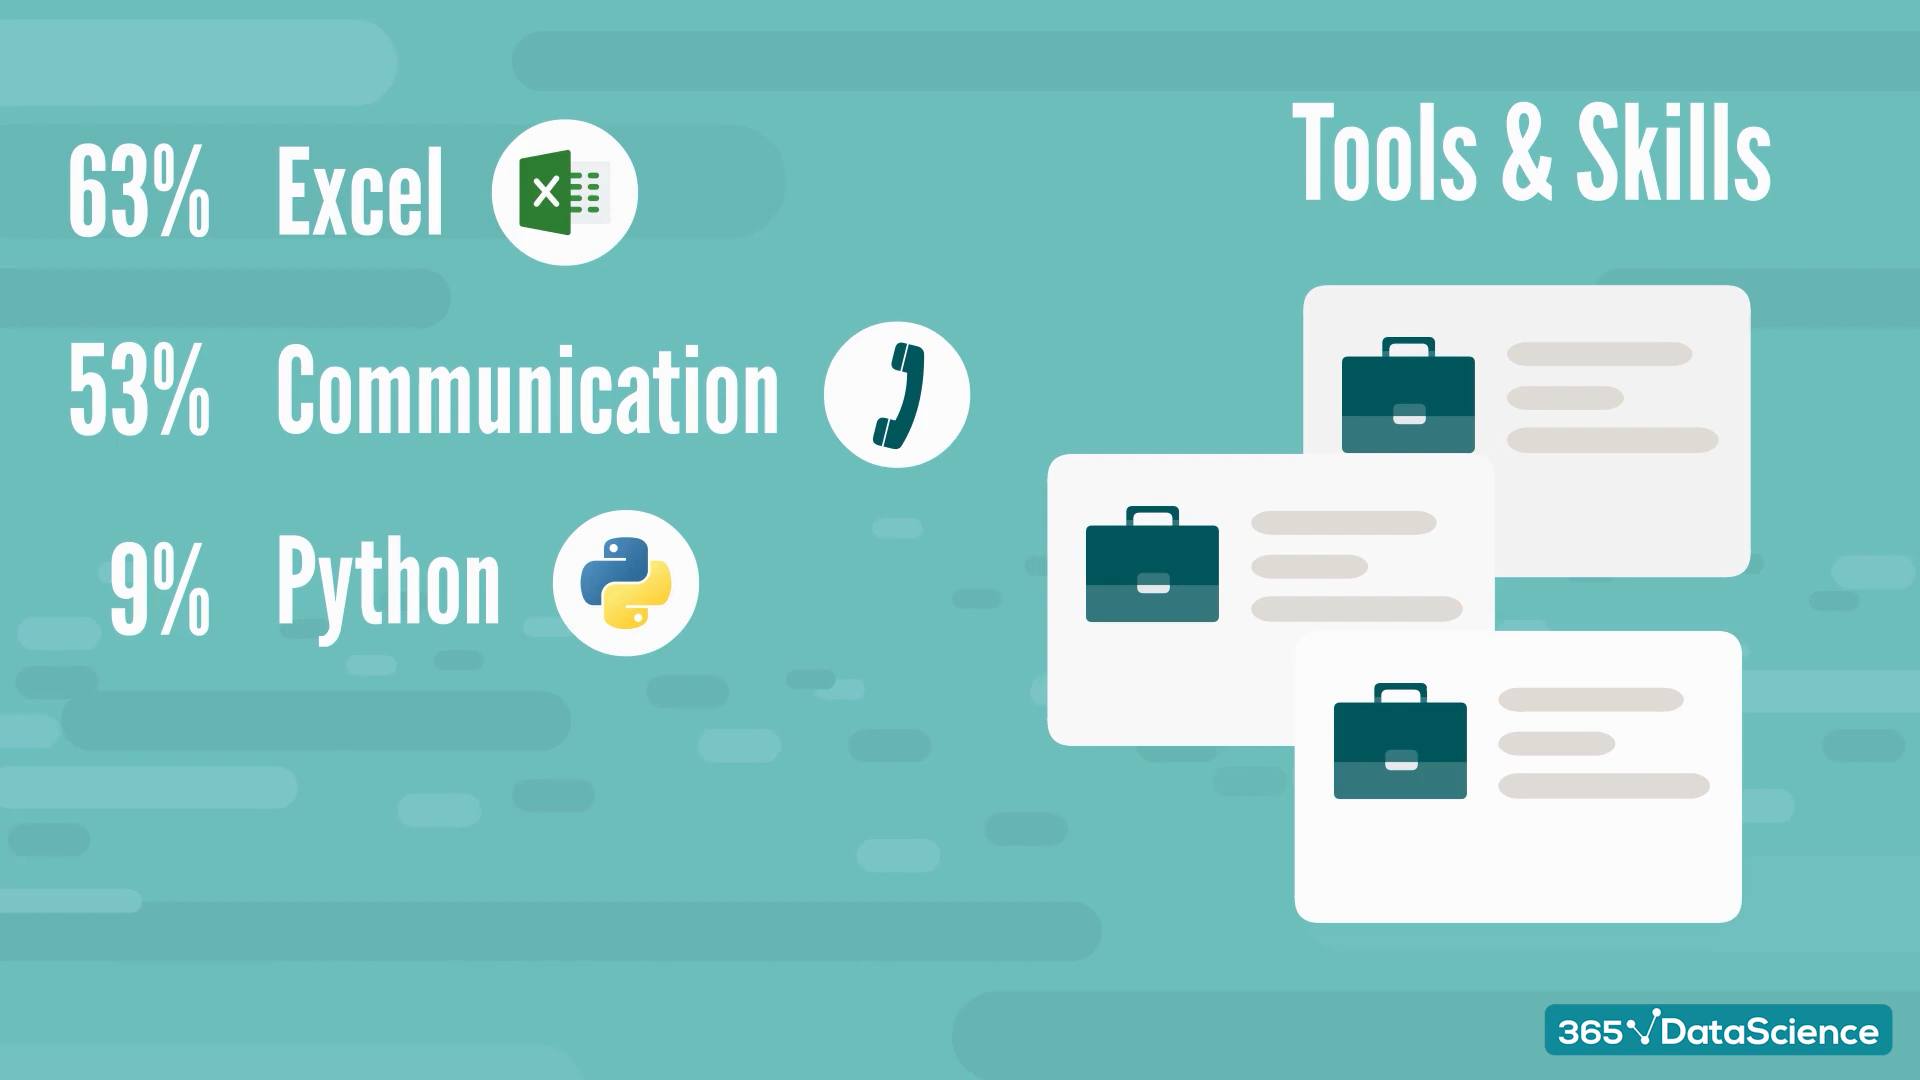 Tools & Skills
63% Excel
53% Communication
9% Python
365 DataScience